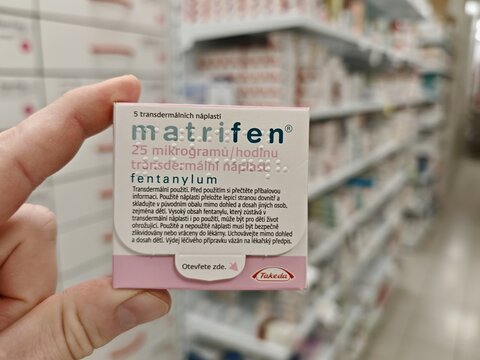 5 transdermálních náplastí
matrifen®
25 mikrogramů/hodinu
transdermální náplast
fentanylum
Transdermální použití. Před použitím si přečtěte příbalovou
informaci. Použité náplasti přeložte lepicí stranou dovnitř a
skladujte v původním obalu mimo dohled a dosah jiných osob,
zejména dětí. Vysoký obsah fentanylu, který zůstává v
transdermální náplasti i po použití, může být pro děti život
ohrožující. Použité a nepoužité náplasti musí být bezpečně
zlikvidovány nebo vráceny do lékárny. Uchovávejte mimo dohled
a dosah dětí. Výdej léčivého přípravku vázán na lékařský předpis.
Otevřete zde.
Takeda